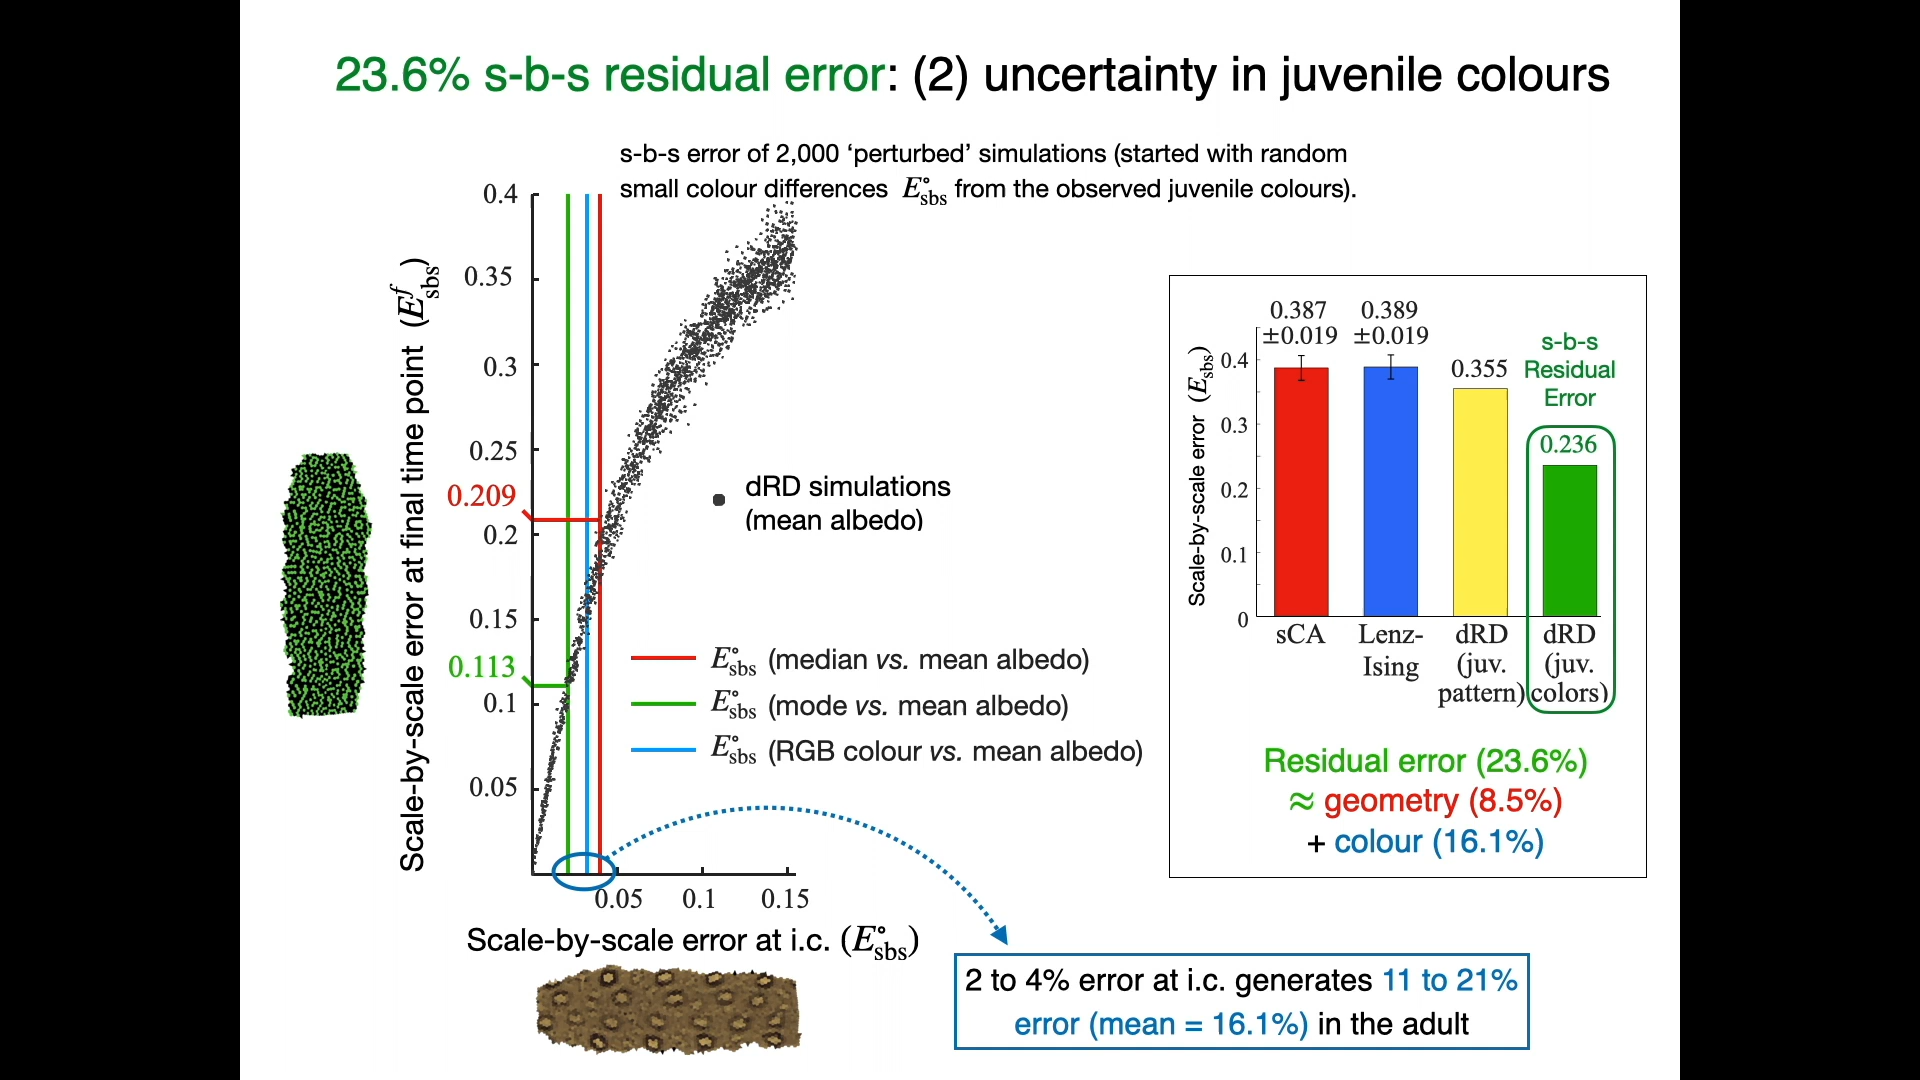 23.6% s-b-s residual error: (2) uncertainty in juvenile colours
s-b-s error of 2,000 ‘perturbed’ simulations (started with random
small colour differences E°sbs from the observed juvenile colours).
Scale-by-scale error at final time point (E^f sbs)
0.4
0.35
0.3
0.25
0.209
0.2
0.15
0.113
0.1
0.05
0.05 0.1 0.15
Scale-by-scale error at i.c. (E°sbs)
dRD simulations
(mean albedo)
E°sbs (median vs. mean albedo)
E°sbs (mode vs. mean albedo)
E°sbs (RGB colour vs. mean albedo)
2 to 4% error at i.c. generates 11 to 21%
error (mean = 16.1%) in the adult
Scale-by-scale error (Esbs)
0.4
0.3
0.2
0.1
0
0.387
±0.019
0.389
±0.019
0.355
s-b-s
Residual
Error
0.236
sCA
Lenz-
Ising
dRD
(juv.
pattern)
dRD
(juv.
colors)
Residual error (23.6%)
≈ geometry (8.5%)
+ colour (16.1%)